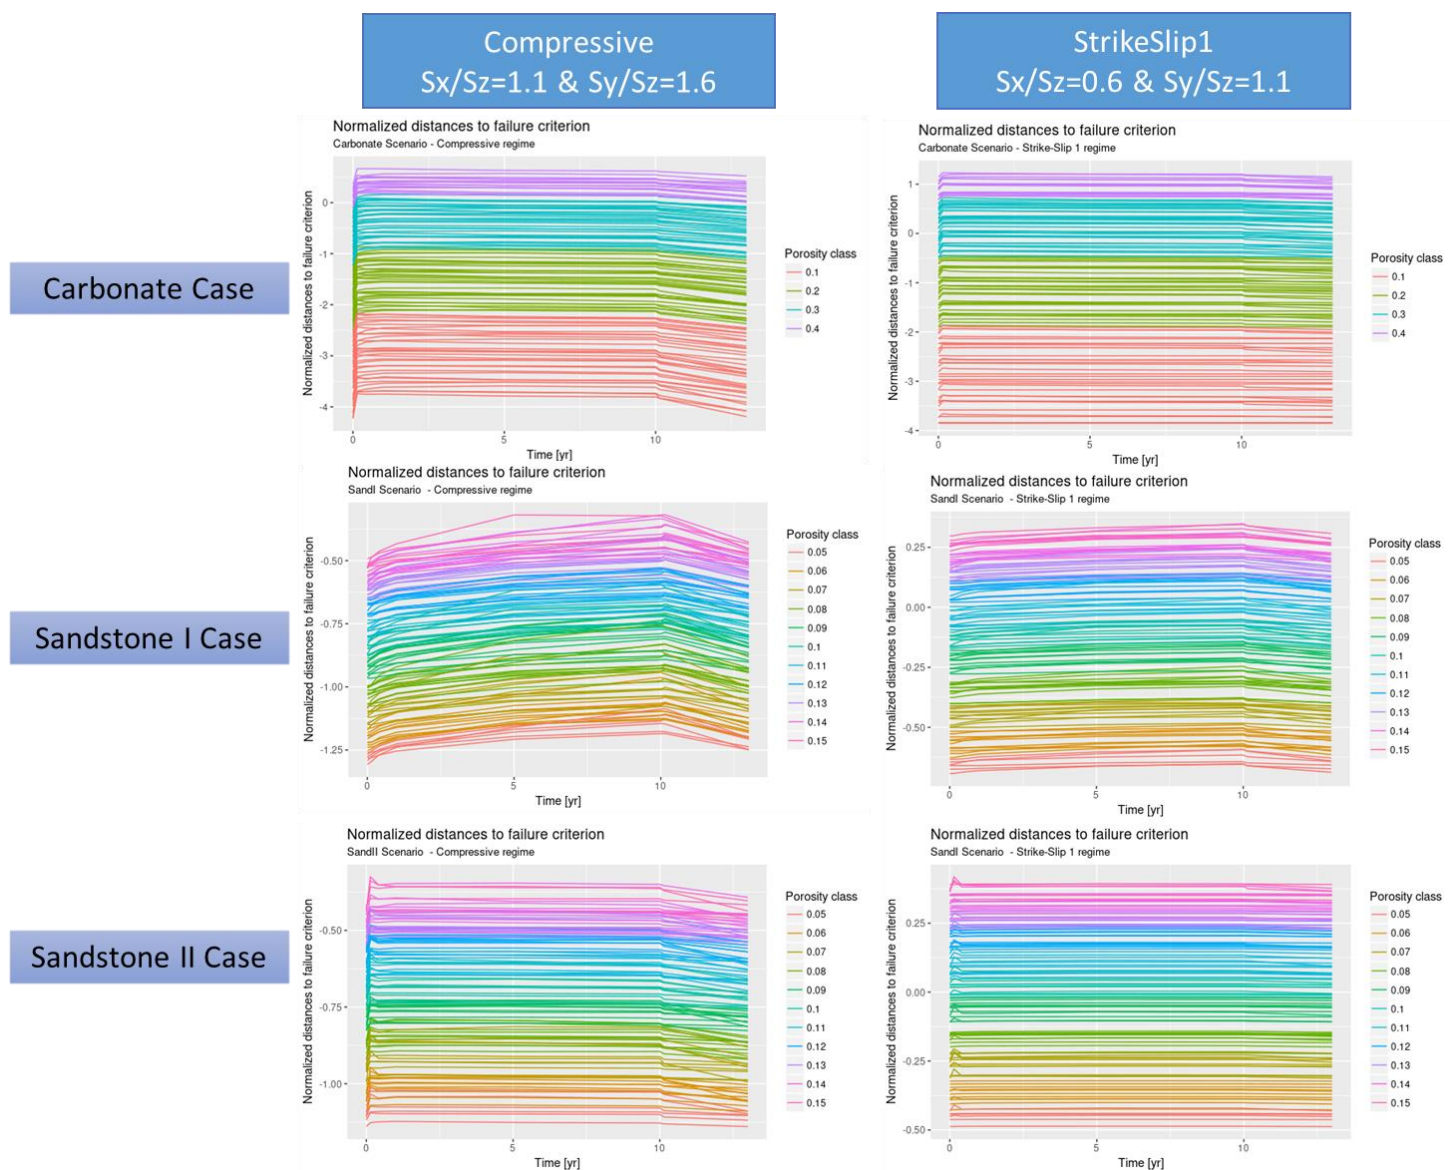 Compressive
Sx/Sz=1.1 & Sy/Sz=1.6
StrikeSlip1
Sx/Sz=0.6 & Sy/Sz=1.1
Carbonate Case
Normalized distances to failure criterion
Carbonate Scenario - Compressive regime
Normalized distances to failure criterion
0
-1
-2
-3
-4
0
5
10
Time [yr]
Porosity class
0.1
0.2
0.3
0.4
Normalized distances to failure criterion
Carbonate Scenario - Strike-Slip 1 regime
Normalized distances to failure criterion
1
0
-1
-2
-3
-4
0
5
10
Time [yr]
Porosity class
0.1
0.2
0.3
0.4
Sandstone I Case
Normalized distances to failure criterion
SandI Scenario - Compressive regime
Normalized distances to failure criterion
-0.50
-0.75
-1.00
-1.25
0
5
10
Time [yr]
Porosity class
0.05
0.06
0.07
0.08
0.09
0.1
0.11
0.12
0.13
0.14
0.15
Normalized distances to failure criterion
SandI Scenario - Strike-Slip 1 regime
Normalized distances to failure criterion
0.25
0.00
-0.25
-0.50
0
5
10
Time [yr]
Porosity class
0.05
0.06
0.07
0.08
0.09
0.1
0.11
0.12
0.13
0.14
0.15
Sandstone II Case
Normalized distances to failure criterion
SandII Scenario - Compressive regime
Normalized distances to failure criterion
-0.50
-0.75
-1.00
0
5
10
Time [yr]
Porosity class
0.05
0.06
0.07
0.08
0.09
0.1
0.11
0.12
0.13
0.14
0.15
Normalized distances to failure criterion
SandI Scenario - Strike-Slip 1 regime
Normalized distances to failure criterion
0.25
0.00
-0.25
-0.50
0
5
10
Time [yr]
Porosity class
0.05
0.06
0.07
0.08
0.09
0.1
0.11
0.12
0.13
0.14
0.15